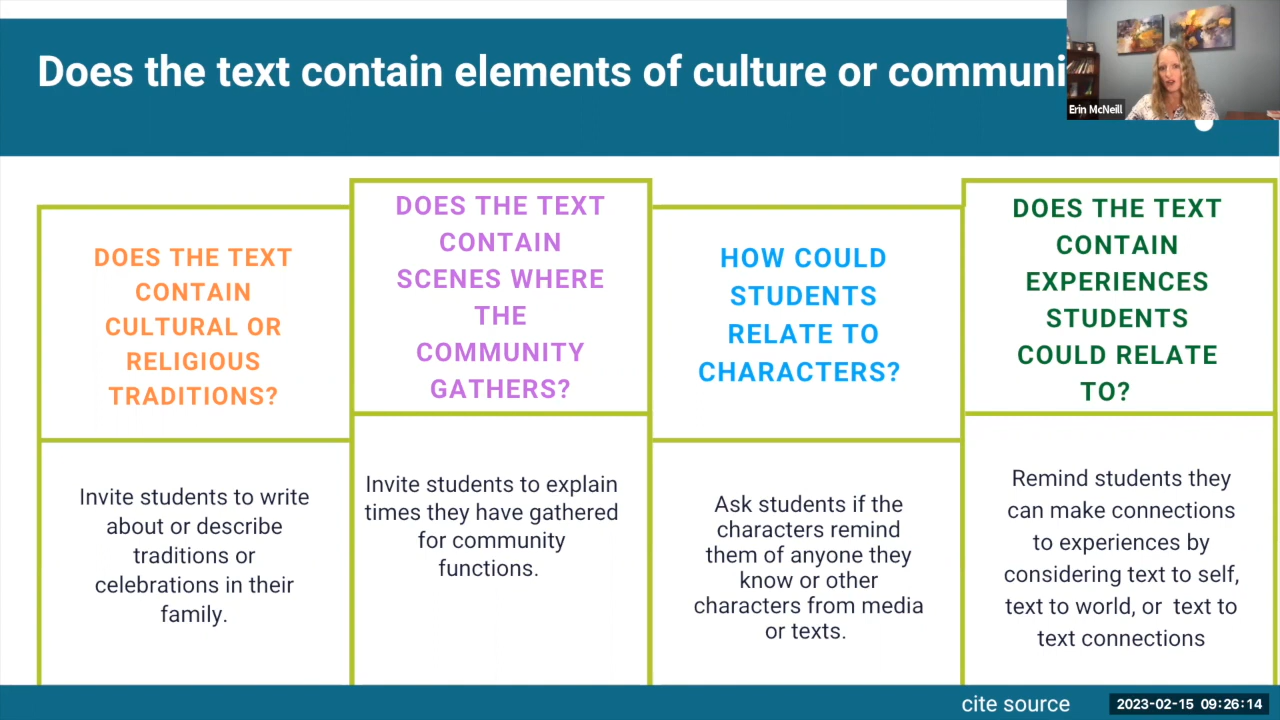 Does the text contain elements of culture or communi
Erin McNeill
DOES THE TEXT
CONTAIN
CULTURAL OR
RELIGIOUS
TRADITIONS?
Invite students to write
about or describe
traditions or
celebrations in their
family.
DOES THE TEXT
CONTAIN
SCENES WHERE
THE
COMMUNITY
GATHERS?
Invite students to explain
times they have gathered
for community
functions.
HOW COULD
STUDENTS
RELATE TO
CHARACTERS?
Ask students if the
characters remind
them of anyone they
know or other
characters from media
or texts.
DOES THE TEXT
CONTAIN
EXPERIENCES
STUDENTS
COULD RELATE
TO?
Remind students they
can make connections
to experiences by
considering text to self,
text to world, or text to
text connections
cite source
2023-02-15 09:26:14